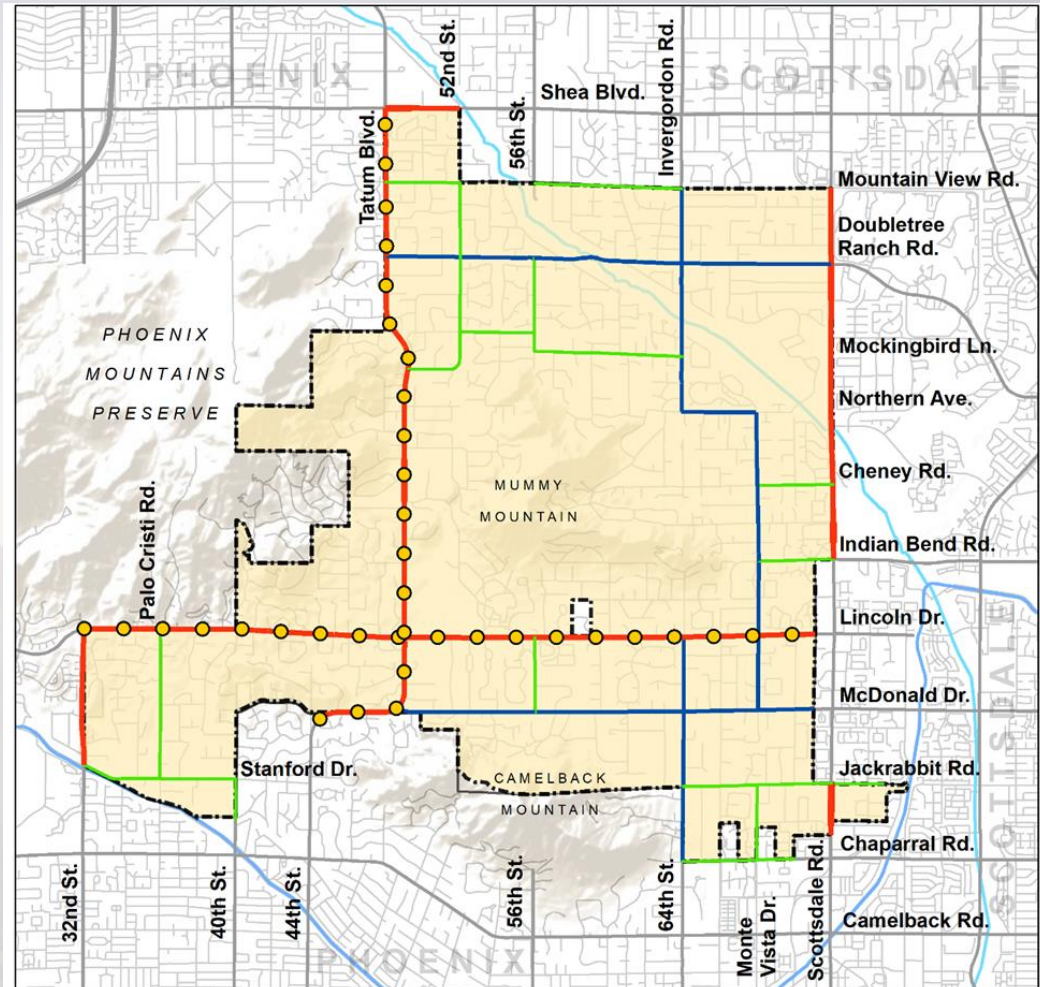 PHOENIX
52nd St.
56th St.
Shea Blvd.
Invergordon Rd.
SCOTTSDALE
Tatum Blvd.
Mountain View Rd.
Doubletree
Ranch Rd.
PHOENIX
MOUNTAINS
PRESERVE
Mockingbird Ln.
Northern Ave.
Cheney Rd.
MUMMY
MOUNTAIN
Palo Cristi Rd.
Indian Bend Rd.
Lincoln Dr.
McDonald Dr.
Stanford Dr.
CAMELBACK
MOUNTAIN
Jackrabbit Rd.
Chaparral Rd.
SCOTTSDALE
32nd St.
40th St.
44th St.
56th St.
64th St.
Monte
Vista Dr.
Scottsdale Rd.
Camelback Rd.
PHOENIX